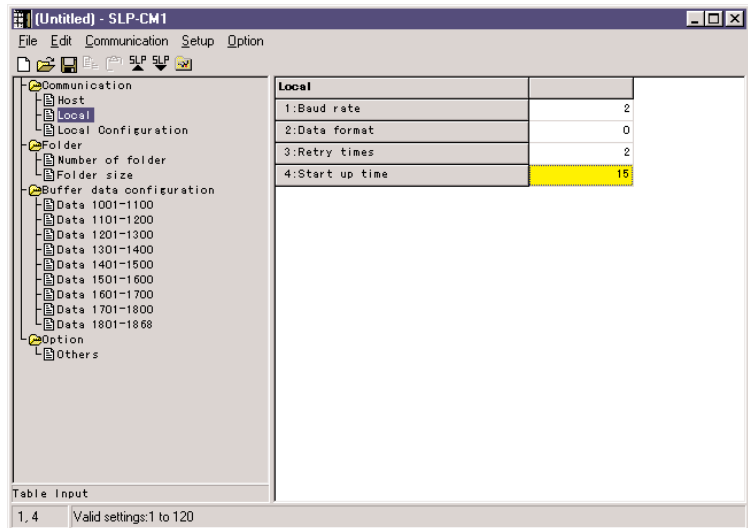 (Untitled) - SLP-CM1
File Edit Communication Setup Option
SLP SLP
Communication
Host
Local
Local Configuration
Folder
Number of folder
Folder size
Buffer data configuration
Data 1001-1100
Data 1101-1200
Data 1201-1300
Data 1301-1400
Data 1401-1500
Data 1501-1600
Data 1601-1700
Data 1701-1800
Data 1801-1868
Option
Others
Table Input
Local
1:Baud rate 2
2:Data format 0
3:Retry times 2
4:Start up time 15
1, 4 Valid settings:1 to 120